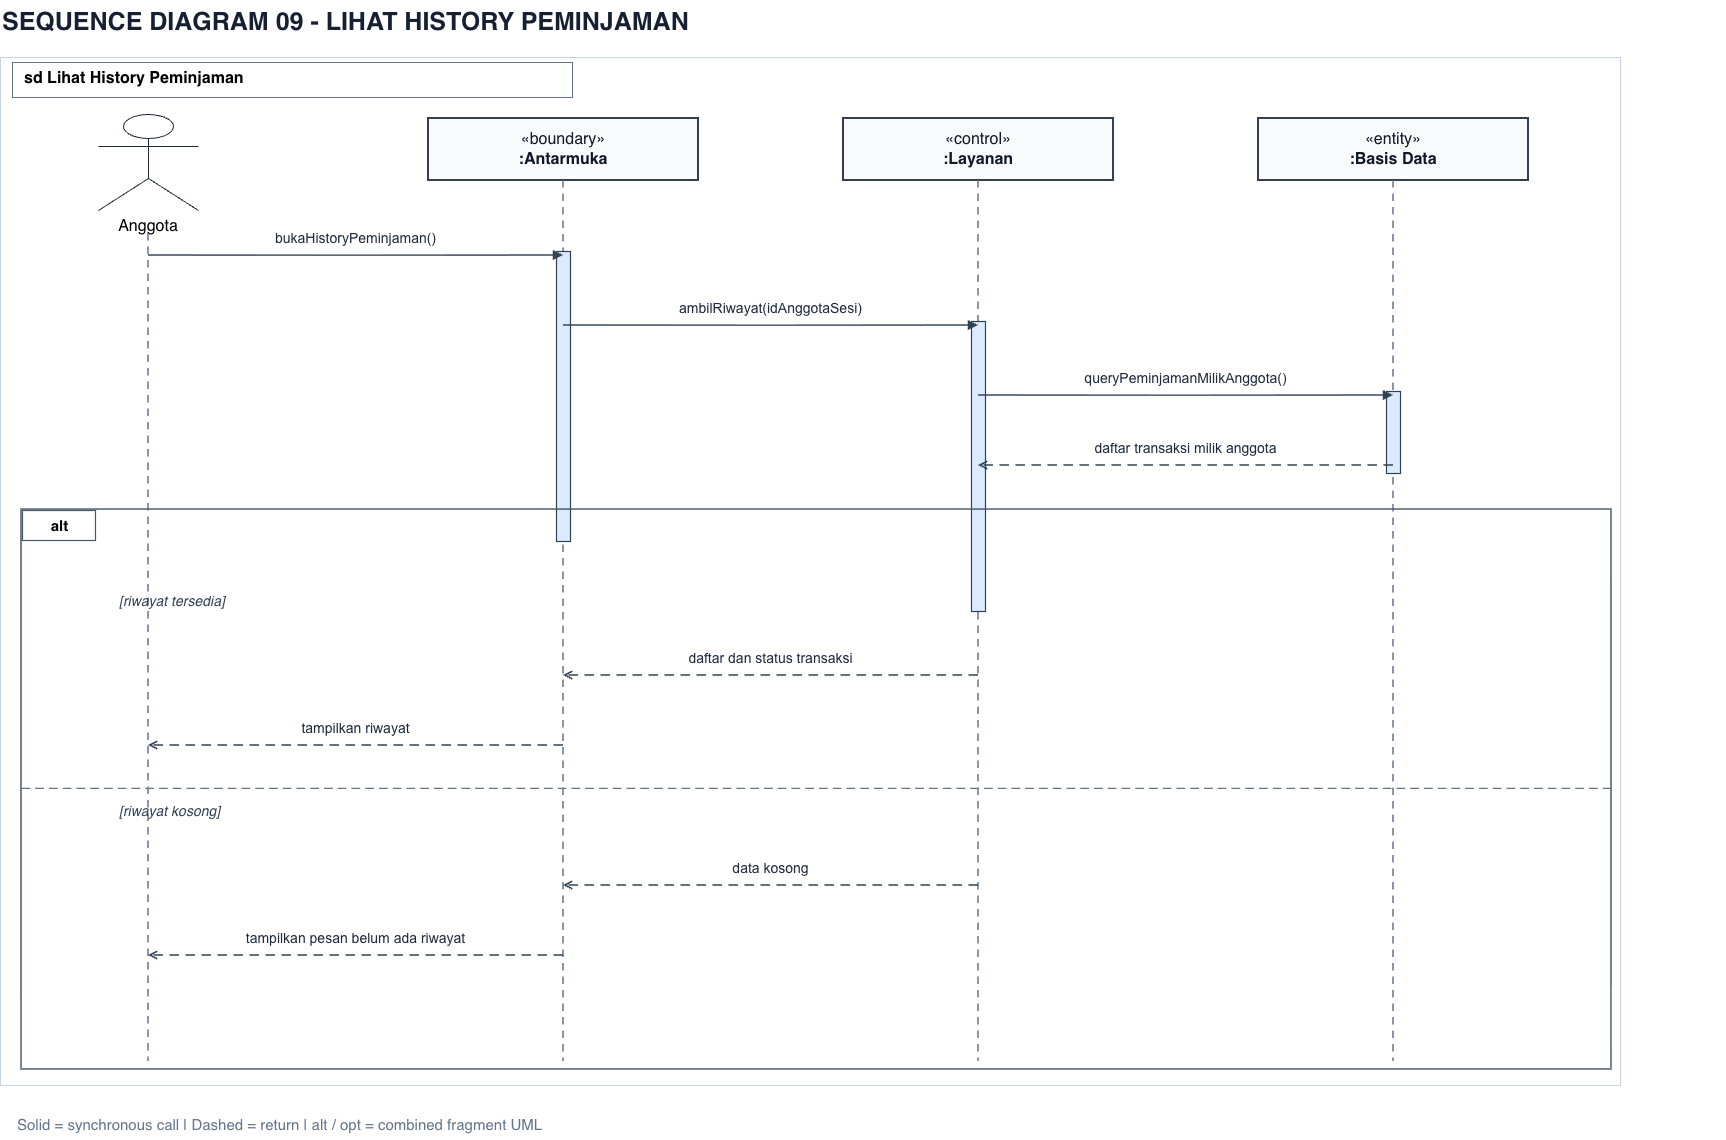 SEQUENCE DIAGRAM 09 - LIHAT HISTORY PEMINJAMAN
sd Lihat History Peminjaman
Anggota
«boundary»
:Antarmuka
«control»
:Layanan
«entity»
:Basis Data
bukaHistoryPeminjaman()
ambilRiwayat(idAnggotaSesi)
queryPeminjamanMilikAnggota()
daftar transaksi milik anggota
alt
[riwayat tersedia]
daftar dan status transaksi
tampilkan riwayat
[riwayat kosong]
data kosong
tampilkan pesan belum ada riwayat
Solid = synchronous call | Dashed = return | alt / opt = combined fragment UML